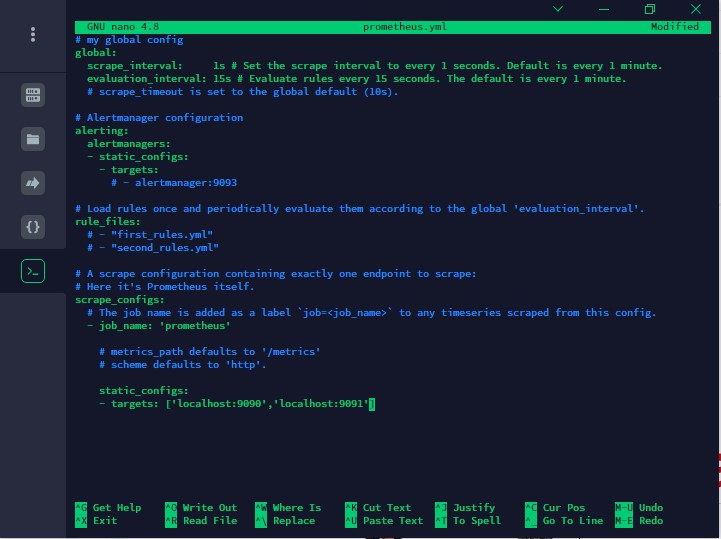 GNU nano 4.8 prometheus.yml Modified
# my global config
global:
  scrape_interval:     1s # Set the scrape interval to every 1 seconds. Default is every 1 minute.
  evaluation_interval: 15s # Evaluate rules every 15 seconds. The default is every 1 minute.
  # scrape_timeout is set to the global default (10s).

# Alertmanager configuration
alerting:
  alertmanagers:
  - static_configs:
    - targets:
      # - alertmanager:9093

# Load rules once and periodically evaluate them according to the global 'evaluation_interval'.
rule_files:
  # - "first_rules.yml"
  # - "second_rules.yml"

# A scrape configuration containing exactly one endpoint to scrape:
# Here it's Prometheus itself.
scrape_configs:
  # The job name is added as a label `job=<job_name>` to any timeseries scraped from this config.
  - job_name: 'prometheus'

    # metrics_path defaults to '/metrics'
    # scheme defaults to 'http'.

    static_configs:
    - targets: ['localhost:9090','localhost:9091']

^G Get Help ^O Write Out ^W Where Is ^K Cut Text ^J Justify ^C Cur Pos M-U Undo
^X Exit ^R Read File ^\ Replace ^U Paste Text ^T To Spell ^_ Go To Line M-E Redo